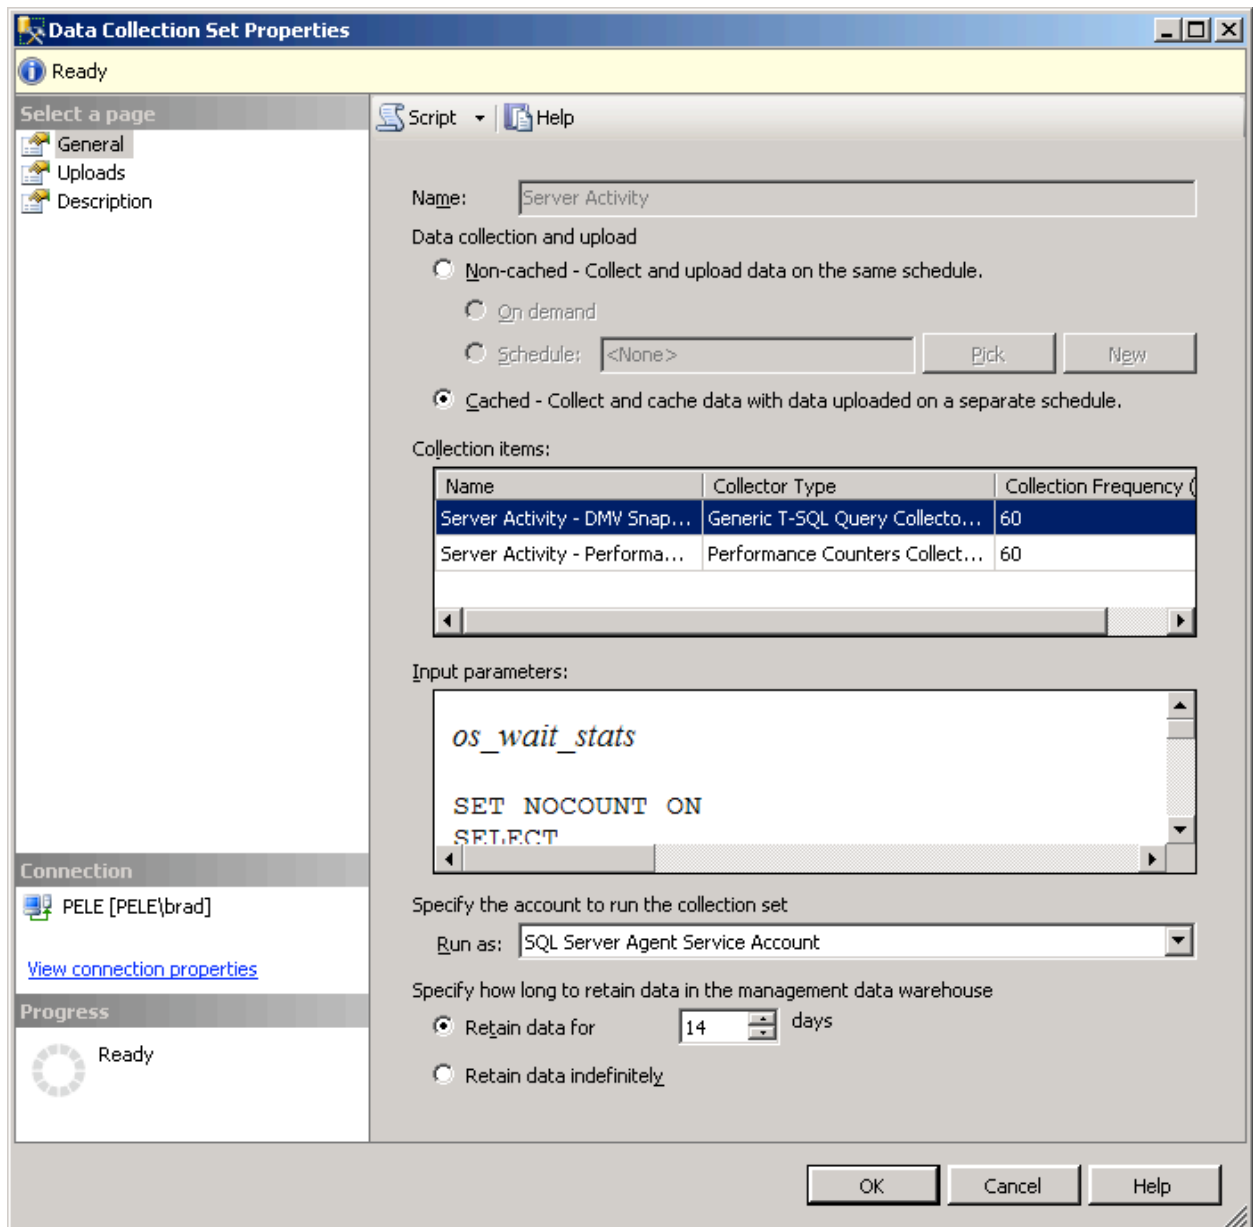 Data Collection Set Properties
Ready
Select a page
General
Uploads
Description
Script
Help
Name: Server Activity
Data collection and upload
Non-cached - Collect and upload data on the same schedule.
On demand
Schedule: <None> Pick New
Cached - Collect and cache data with data uploaded on a separate schedule.
Collection items:
Name Collector Type Collection Frequency (
Server Activity - DMV Snap... Generic T-SQL Query Collecto... 60
Server Activity - Performa... Performance Counters Collect... 60
Input parameters:
os_wait_stats
SET NOCOUNT ON
SELECT
Connection
PELE [PELE\brad]
View connection properties
Progress
Ready
Specify the account to run the collection set
Run as: SQL Server Agent Service Account
Specify how long to retain data in the management data warehouse
Retain data for 14 days
Retain data indefinitely
OK Cancel Help